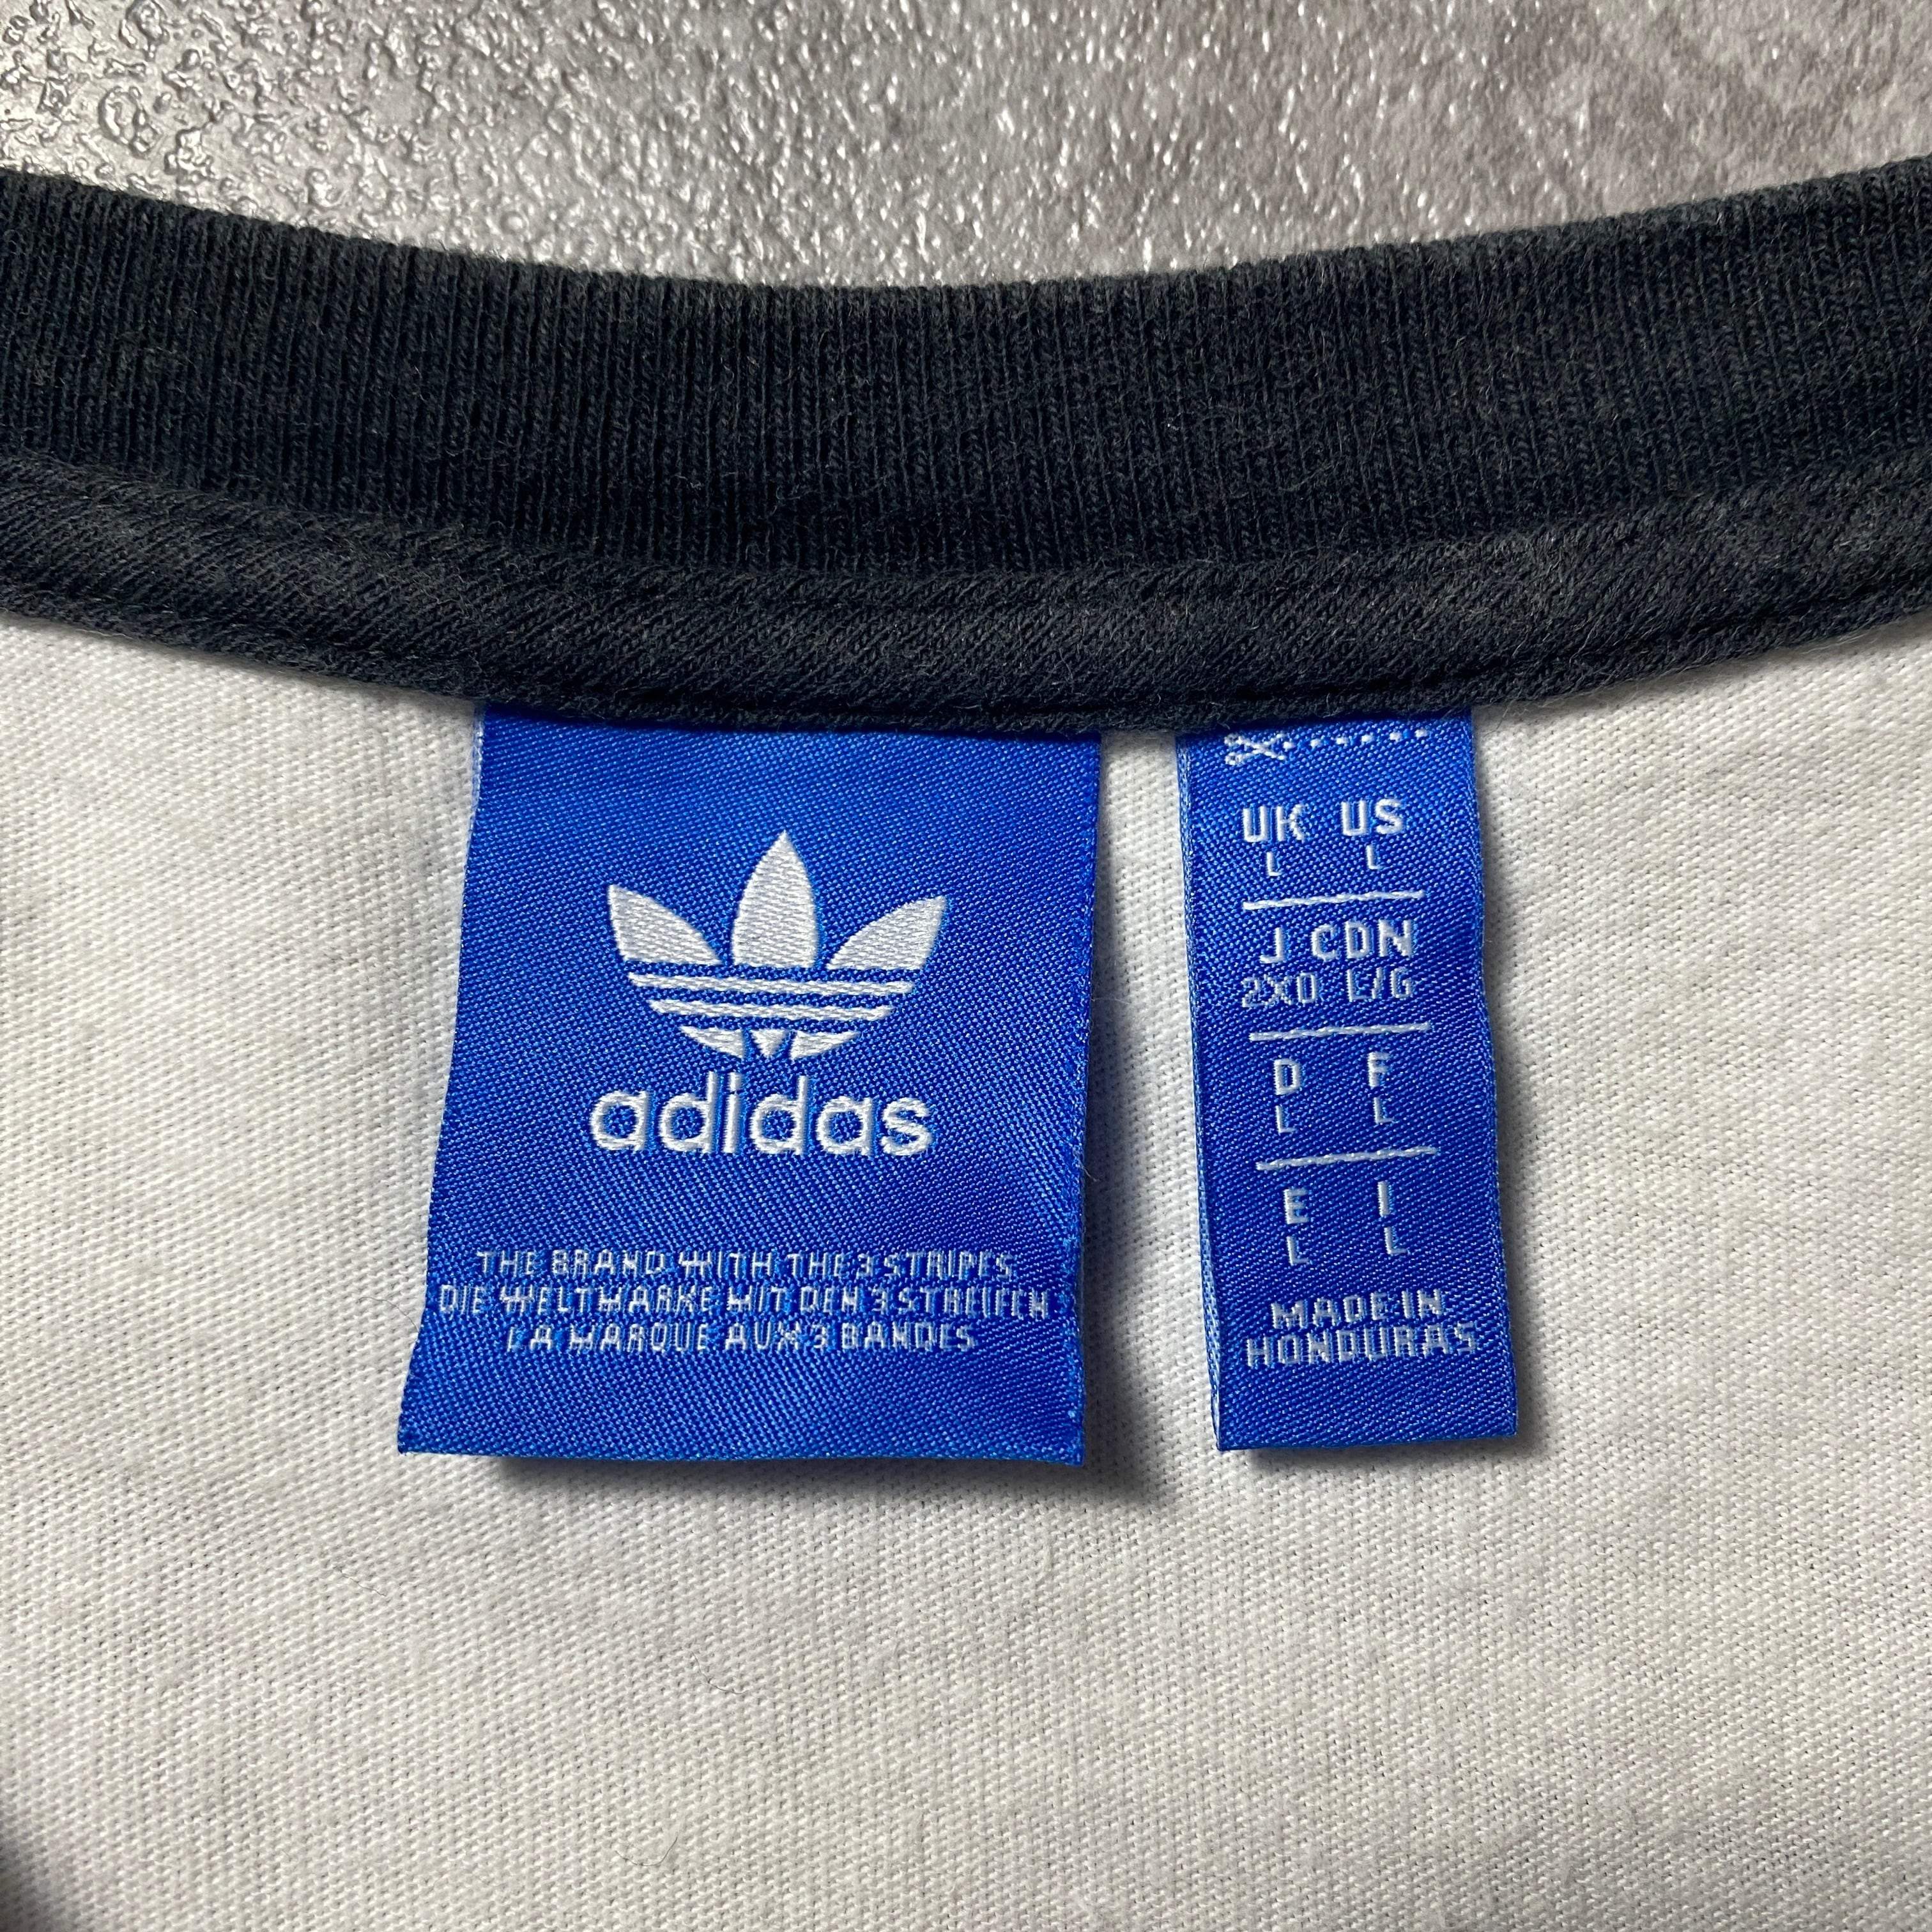 adidas
THE BRAND WITH THE 3 STRIPES
DIE WELTMARKE MIT DEN 3 STREIFEN
LA MARQUE AUX 3 BANDES
UK US
L L
J CDN
2XO L/G
D F
L L
E I
L L
MADE IN
HONDURAS